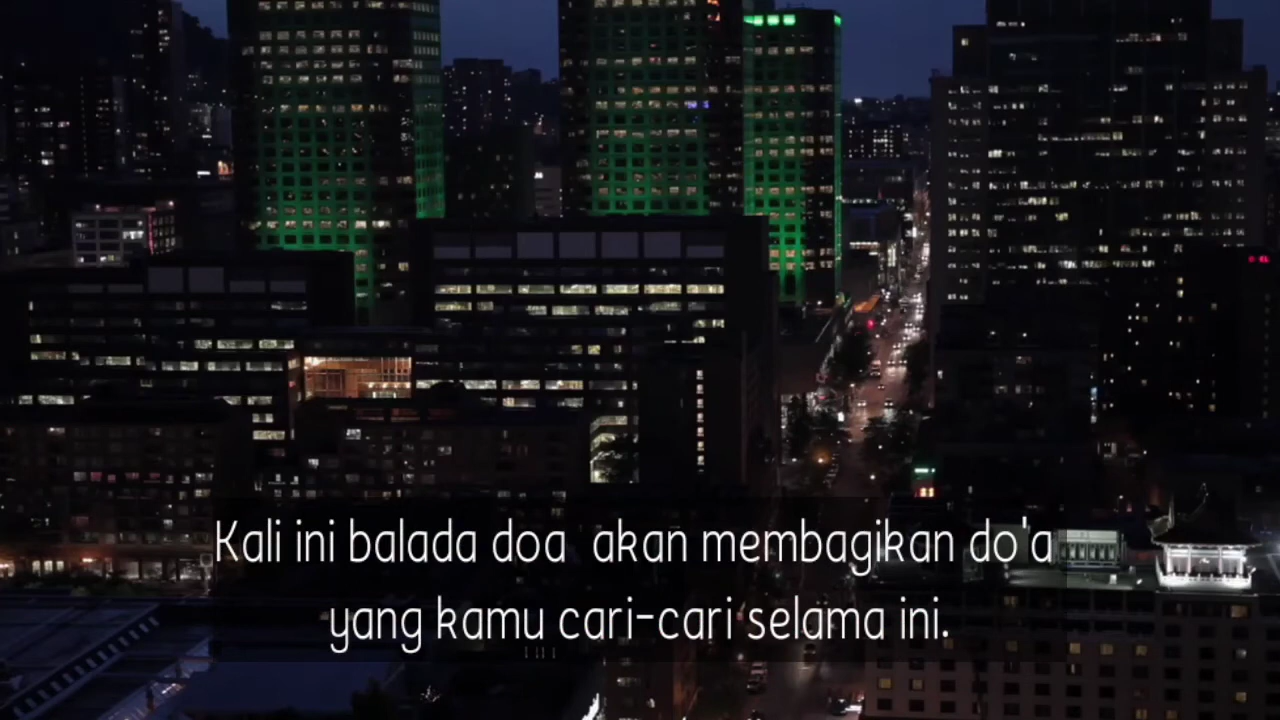 Kali ini balada doa  akan membagikan do'a
yang kamu cari-cari selama ini.